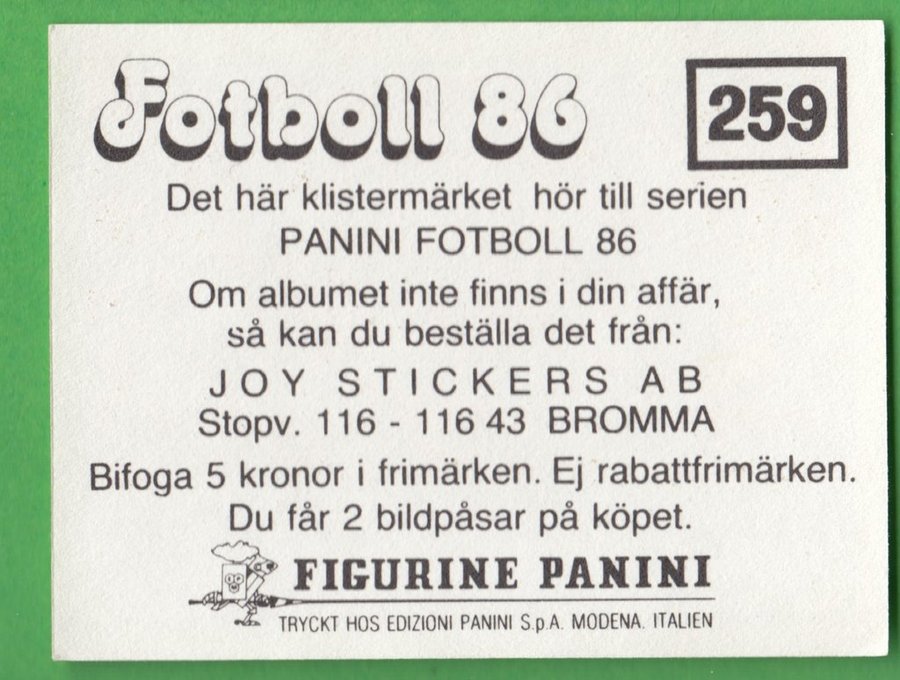 Fotboll 86
259
Det här klistermärket hör till serien
PANINI FOTBOLL 86
Om albumet inte finns i din affär,
så kan du beställa det från:
JOY STICKERS AB
Stopv. 116 - 116 43 BROMMA
Bifoga 5 kronor i frimärken. Ej rabattfrimärken.
Du får 2 bildpåsar på köpet.
FIGURINE PANINI
TRYCKT HOS EDIZIONI PANINI S.p.A. MODENA. ITALIEN